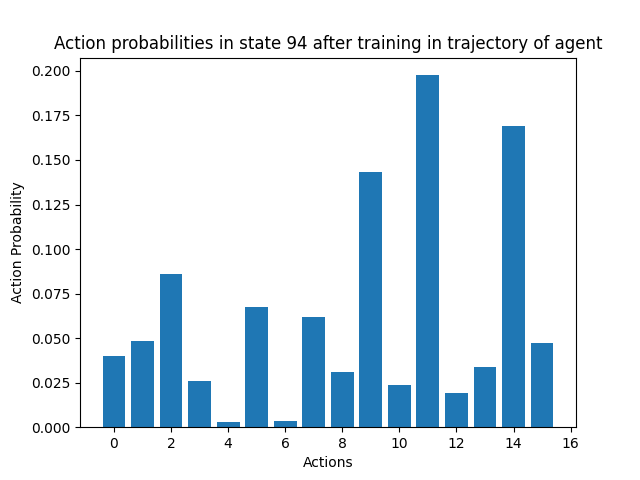 Action probabilities in state 94 after training in trajectory of agent
0.200
0.175
0.150
0.125
0.100
0.075
0.050
0.025
0.000
Action Probability
0 2 4 6 8 10 12 14 16
Actions